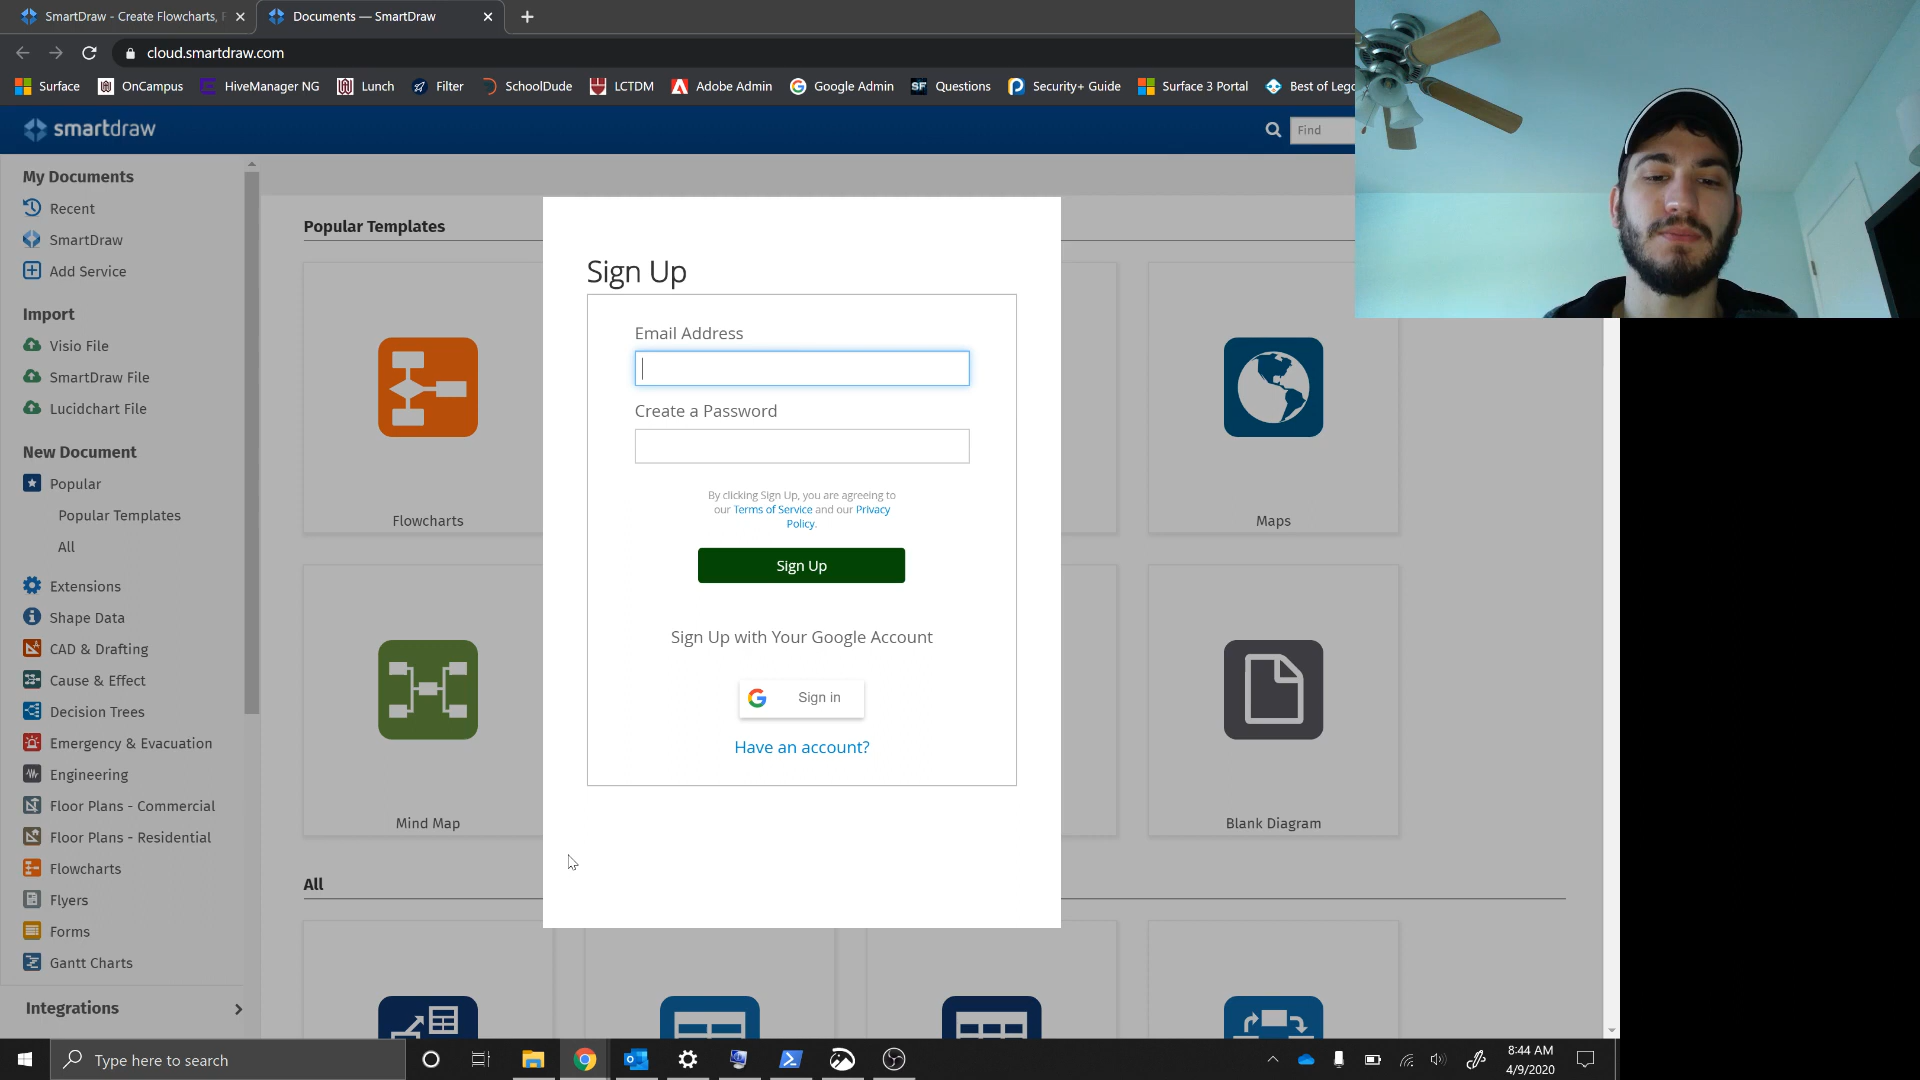 SmartDraw - Create Flowcharts, F
Documents — SmartDraw
cloud.smartdraw.com
Surface
OnCampus
HiveManager NG
Lunch
Filter
SchoolDude
LCTDM
Adobe Admin
Google Admin
SF
Questions
Security+ Guide
Surface 3 Portal
Best of Lego
smartdraw
Find
My Documents
Recent
SmartDraw
Add Service
Import
Visio File
SmartDraw File
Lucidchart File
New Document
Popular
Popular Templates
All
Extensions
Shape Data
CAD & Drafting
Cause & Effect
Decision Trees
Emergency & Evacuation
Engineering
Floor Plans - Commercial
Floor Plans - Residential
Flowcharts
Flyers
Forms
Gantt Charts
Integrations
Popular Templates
Flowcharts
Maps
Mind Map
Blank Diagram
All
Sign Up
Email Address
Create a Password
By clicking Sign Up, you are agreeing to
our Terms of Service and our Privacy
Policy.
Sign Up
Sign Up with Your Google Account
Sign in
Have an account?
Type here to search
8:44 AM
4/9/2020